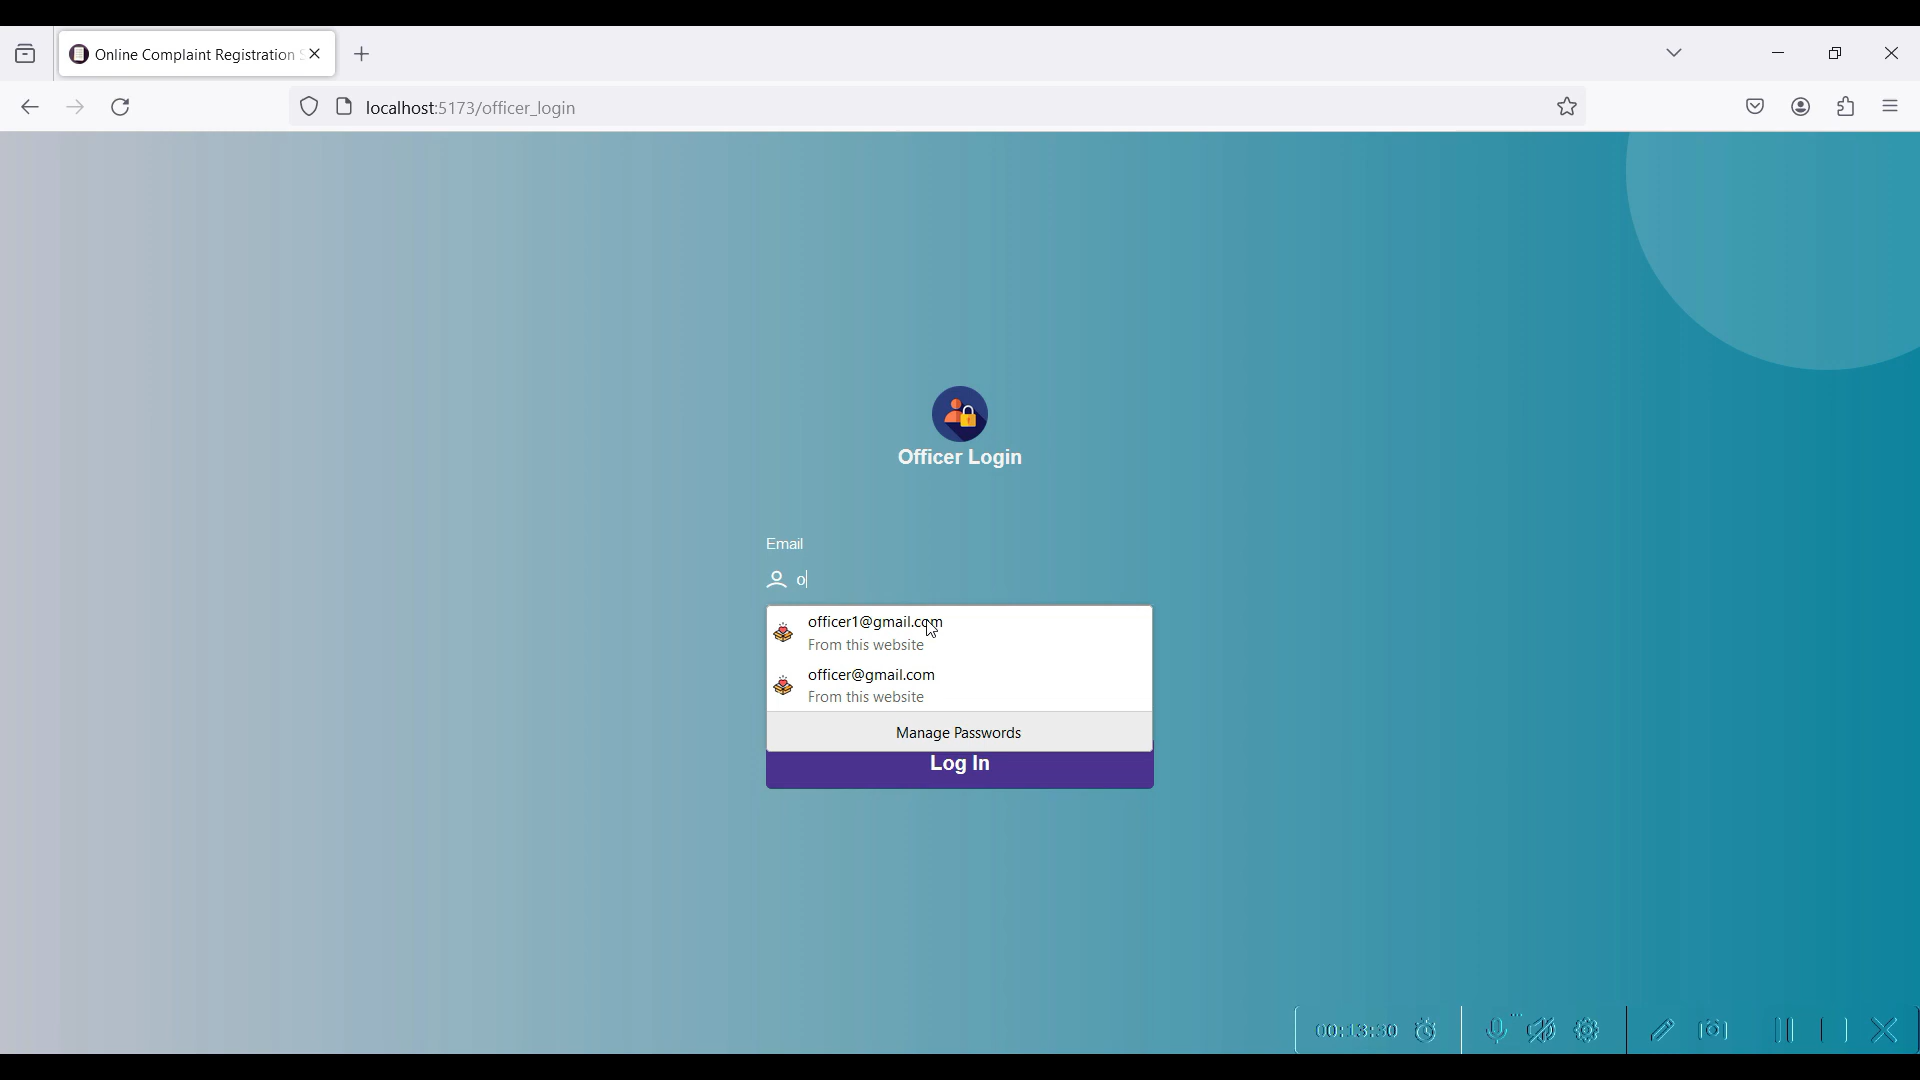 Online Complaint Registration
localhost:5173/officer_login
Officer Login
Email
o
officer1@gmail.com
From this website
officer@gmail.com
From this website
Manage Passwords
Log In
00:13:30